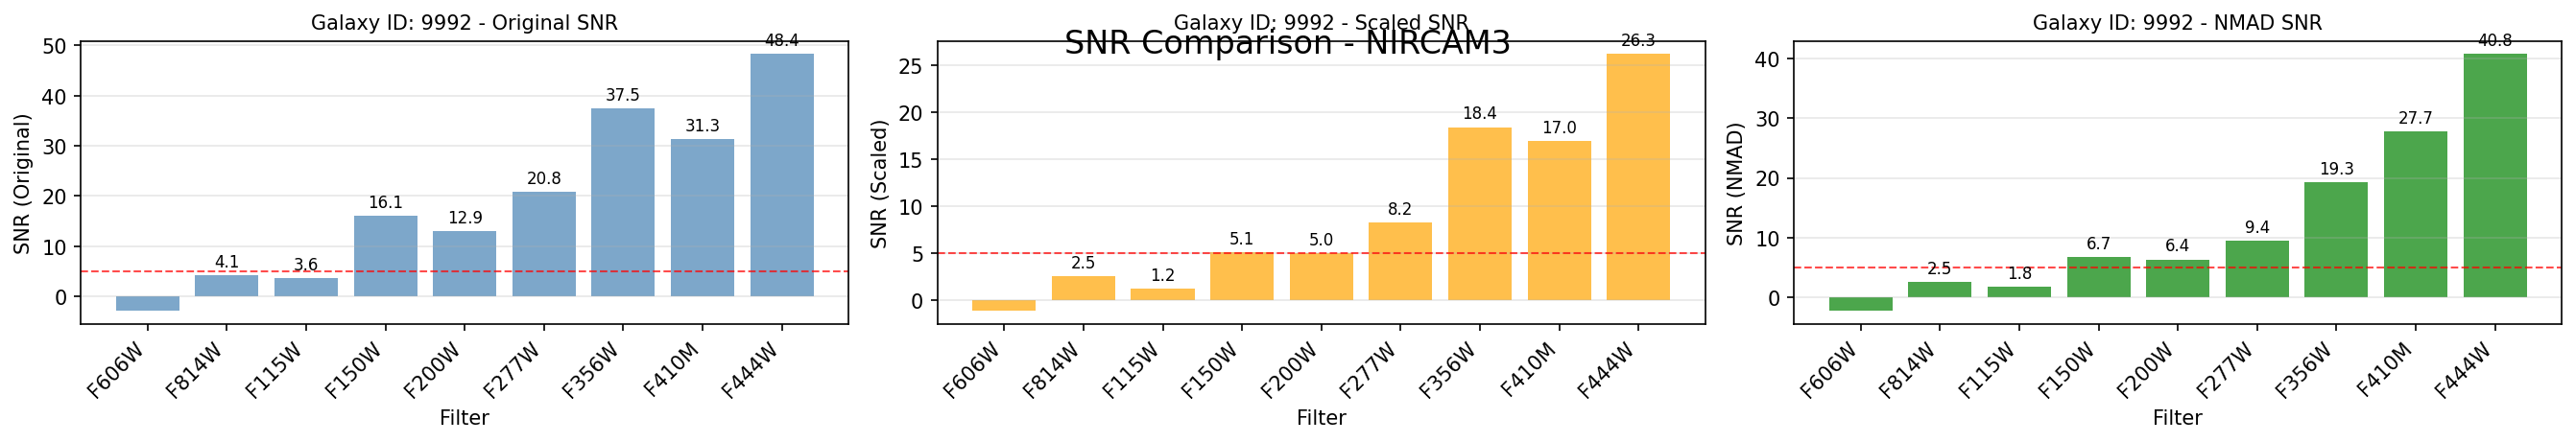 SNR Comparison - NIRCAM3
Galaxy ID: 9992 - Original SNR
SNR (Original)
50
40
30
20
10
0
4.1
3.6
16.1
12.9
20.8
37.5
31.3
48.4
F606W
F814W
F115W
F150W
F200W
F277W
F356W
F410M
F444W
Filter
Galaxy ID: 9992 - Scaled SNR
SNR (Scaled)
25
20
15
10
5
0
2.5
1.2
5.1
5.0
8.2
18.4
17.0
26.3
F606W
F814W
F115W
F150W
F200W
F277W
F356W
F410M
F444W
Filter
Galaxy ID: 9992 - NMAD SNR
SNR (NMAD)
40
30
20
10
0
2.5
1.8
6.7
6.4
9.4
19.3
27.7
40.8
F606W
F814W
F115W
F150W
F200W
F277W
F356W
F410M
F444W
Filter